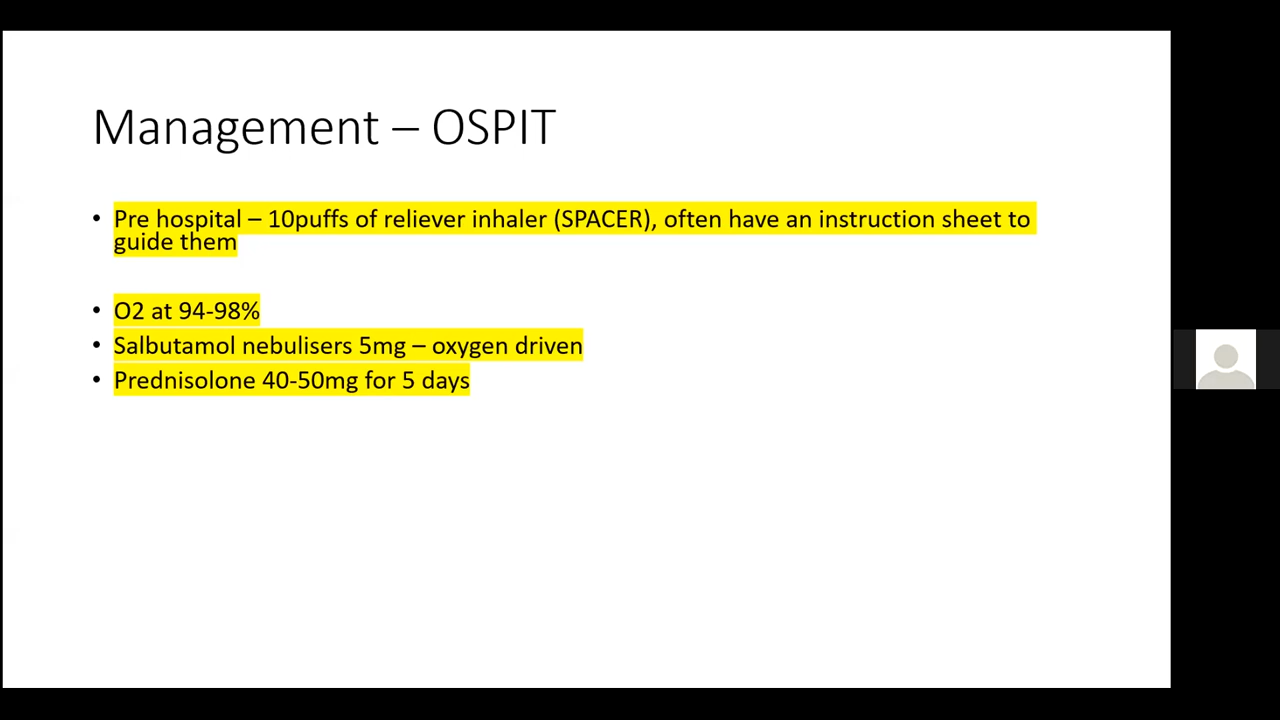 Management – OSPIT
• Pre hospital – 10puffs of reliever inhaler (SPACER), often have an instruction sheet to
guide them
• O2 at 94-98%
• Salbutamol nebulisers 5mg – oxygen driven
• Prednisolone 40-50mg for 5 days